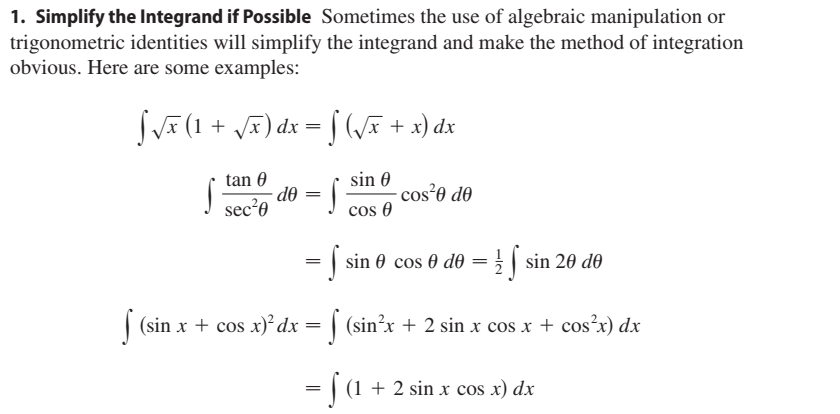 1. Simplify the Integrand if Possible Sometimes the use of algebraic manipulation or
trigonometric identities will simplify the integrand and make the method of integration
obvious. Here are some examples:
∫ √x (1 + √x) dx = ∫ (√x + x) dx
∫ tan θ / sec²θ dθ = ∫ sin θ / cos θ cos²θ dθ
= ∫ sin θ cos θ dθ = ½ ∫ sin 2θ dθ
∫ (sin x + cos x)² dx = ∫ (sin²x + 2 sin x cos x + cos²x) dx
= ∫ (1 + 2 sin x cos x) dx